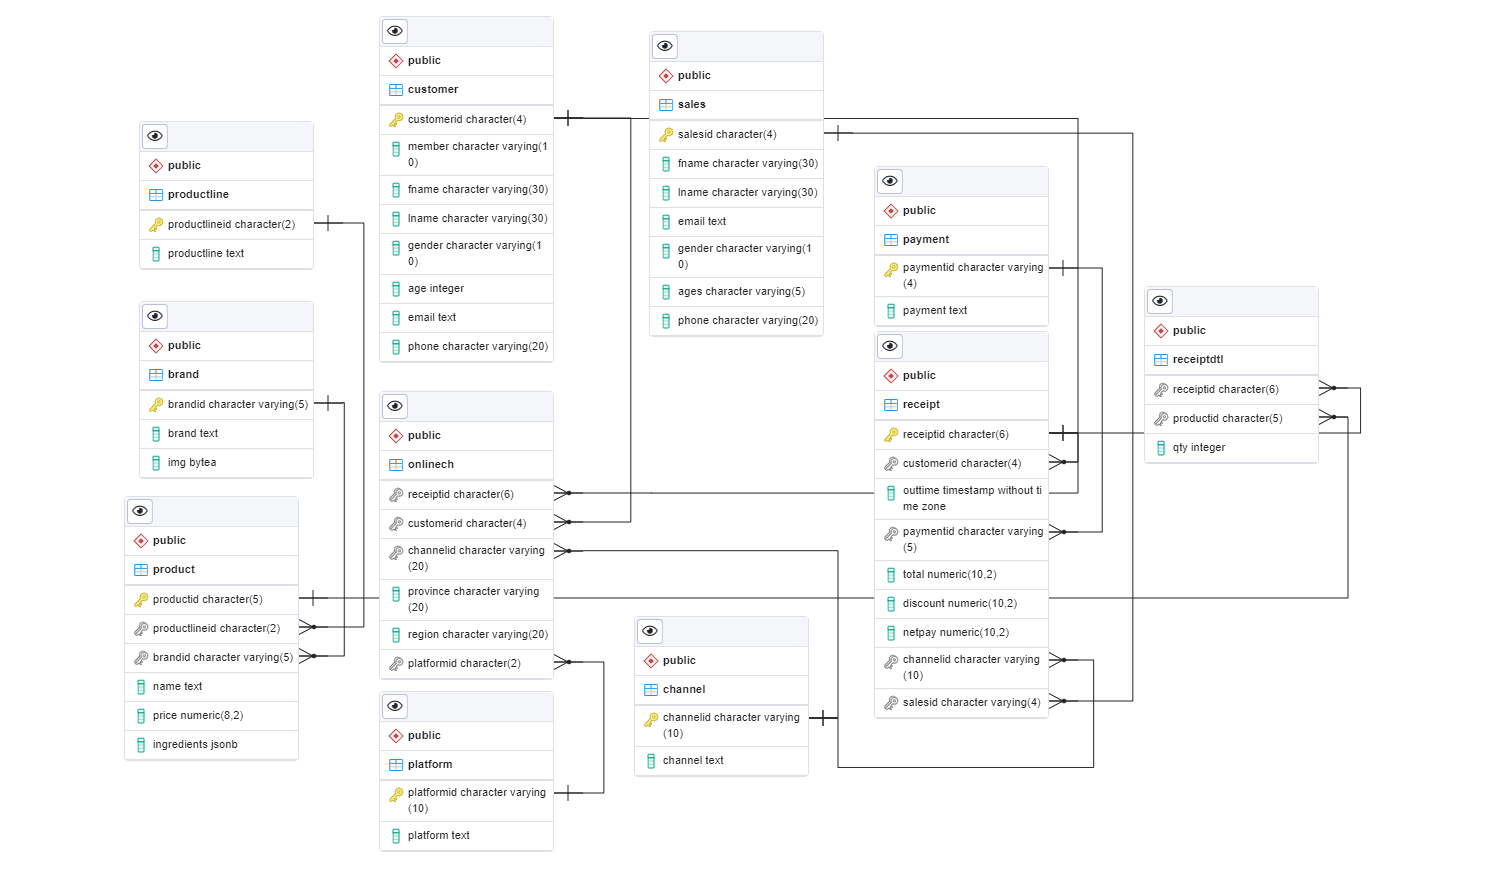 public
customer
customerid character(4)
member character varying(1
0)
fname character varying(30)
lname character varying(30)
gender character varying(1
0)
age integer
email text
phone character varying(20)
public
sales
salesid character(4)
fname character varying(30)
lname character varying(30)
email text
gender character varying(1
0)
ages character varying(5)
phone character varying(20)
public
productline
productlineid character(2)
productline text
public
payment
paymentid character varying
(4)
payment text
public
brand
brandid character varying(5)
brand text
img bytea
public
receiptdtl
receiptid character(6)
productid character(5)
qty integer
public
receipt
receiptid character(6)
customerid character(4)
outtime timestamp without ti
me zone
paymentid character varying
(5)
total numeric(10,2)
discount numeric(10,2)
netpay numeric(10,2)
channelid character varying
(10)
salesid character varying(4)
public
onlinech
receiptid character(6)
customerid character(4)
channelid character varying
(20)
province character varying
(20)
region character varying(20)
platformid character(2)
public
product
productid character(5)
productlineid character(2)
brandid character varying(5)
name text
price numeric(8,2)
ingredients jsonb
public
channel
channelid character varying
(10)
channel text
public
platform
platformid character varying
(10)
platform text